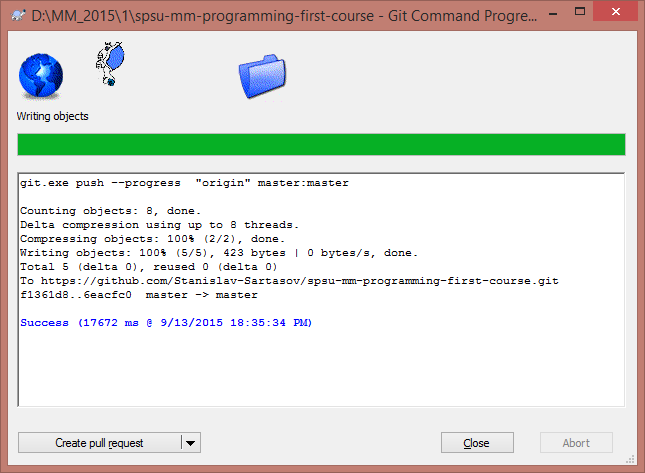 D:\MM_2015\1\spsu-mm-programming-first-course - Git Command Progre...
Writing objects
git.exe push --progress  "origin" master:master
Counting objects: 8, done.
Delta compression using up to 8 threads.
Compressing objects: 100% (2/2), done.
Writing objects: 100% (5/5), 423 bytes | 0 bytes/s, done.
Total 5 (delta 0), reused 0 (delta 0)
To https://github.com/Stanislav-Sartasov/spsu-mm-programming-first-course.git
f1361d8..6eacfc0  master -> master
Success (17672 ms @ 9/13/2015 18:35:34 PM)
Create pull request
Close
Abort